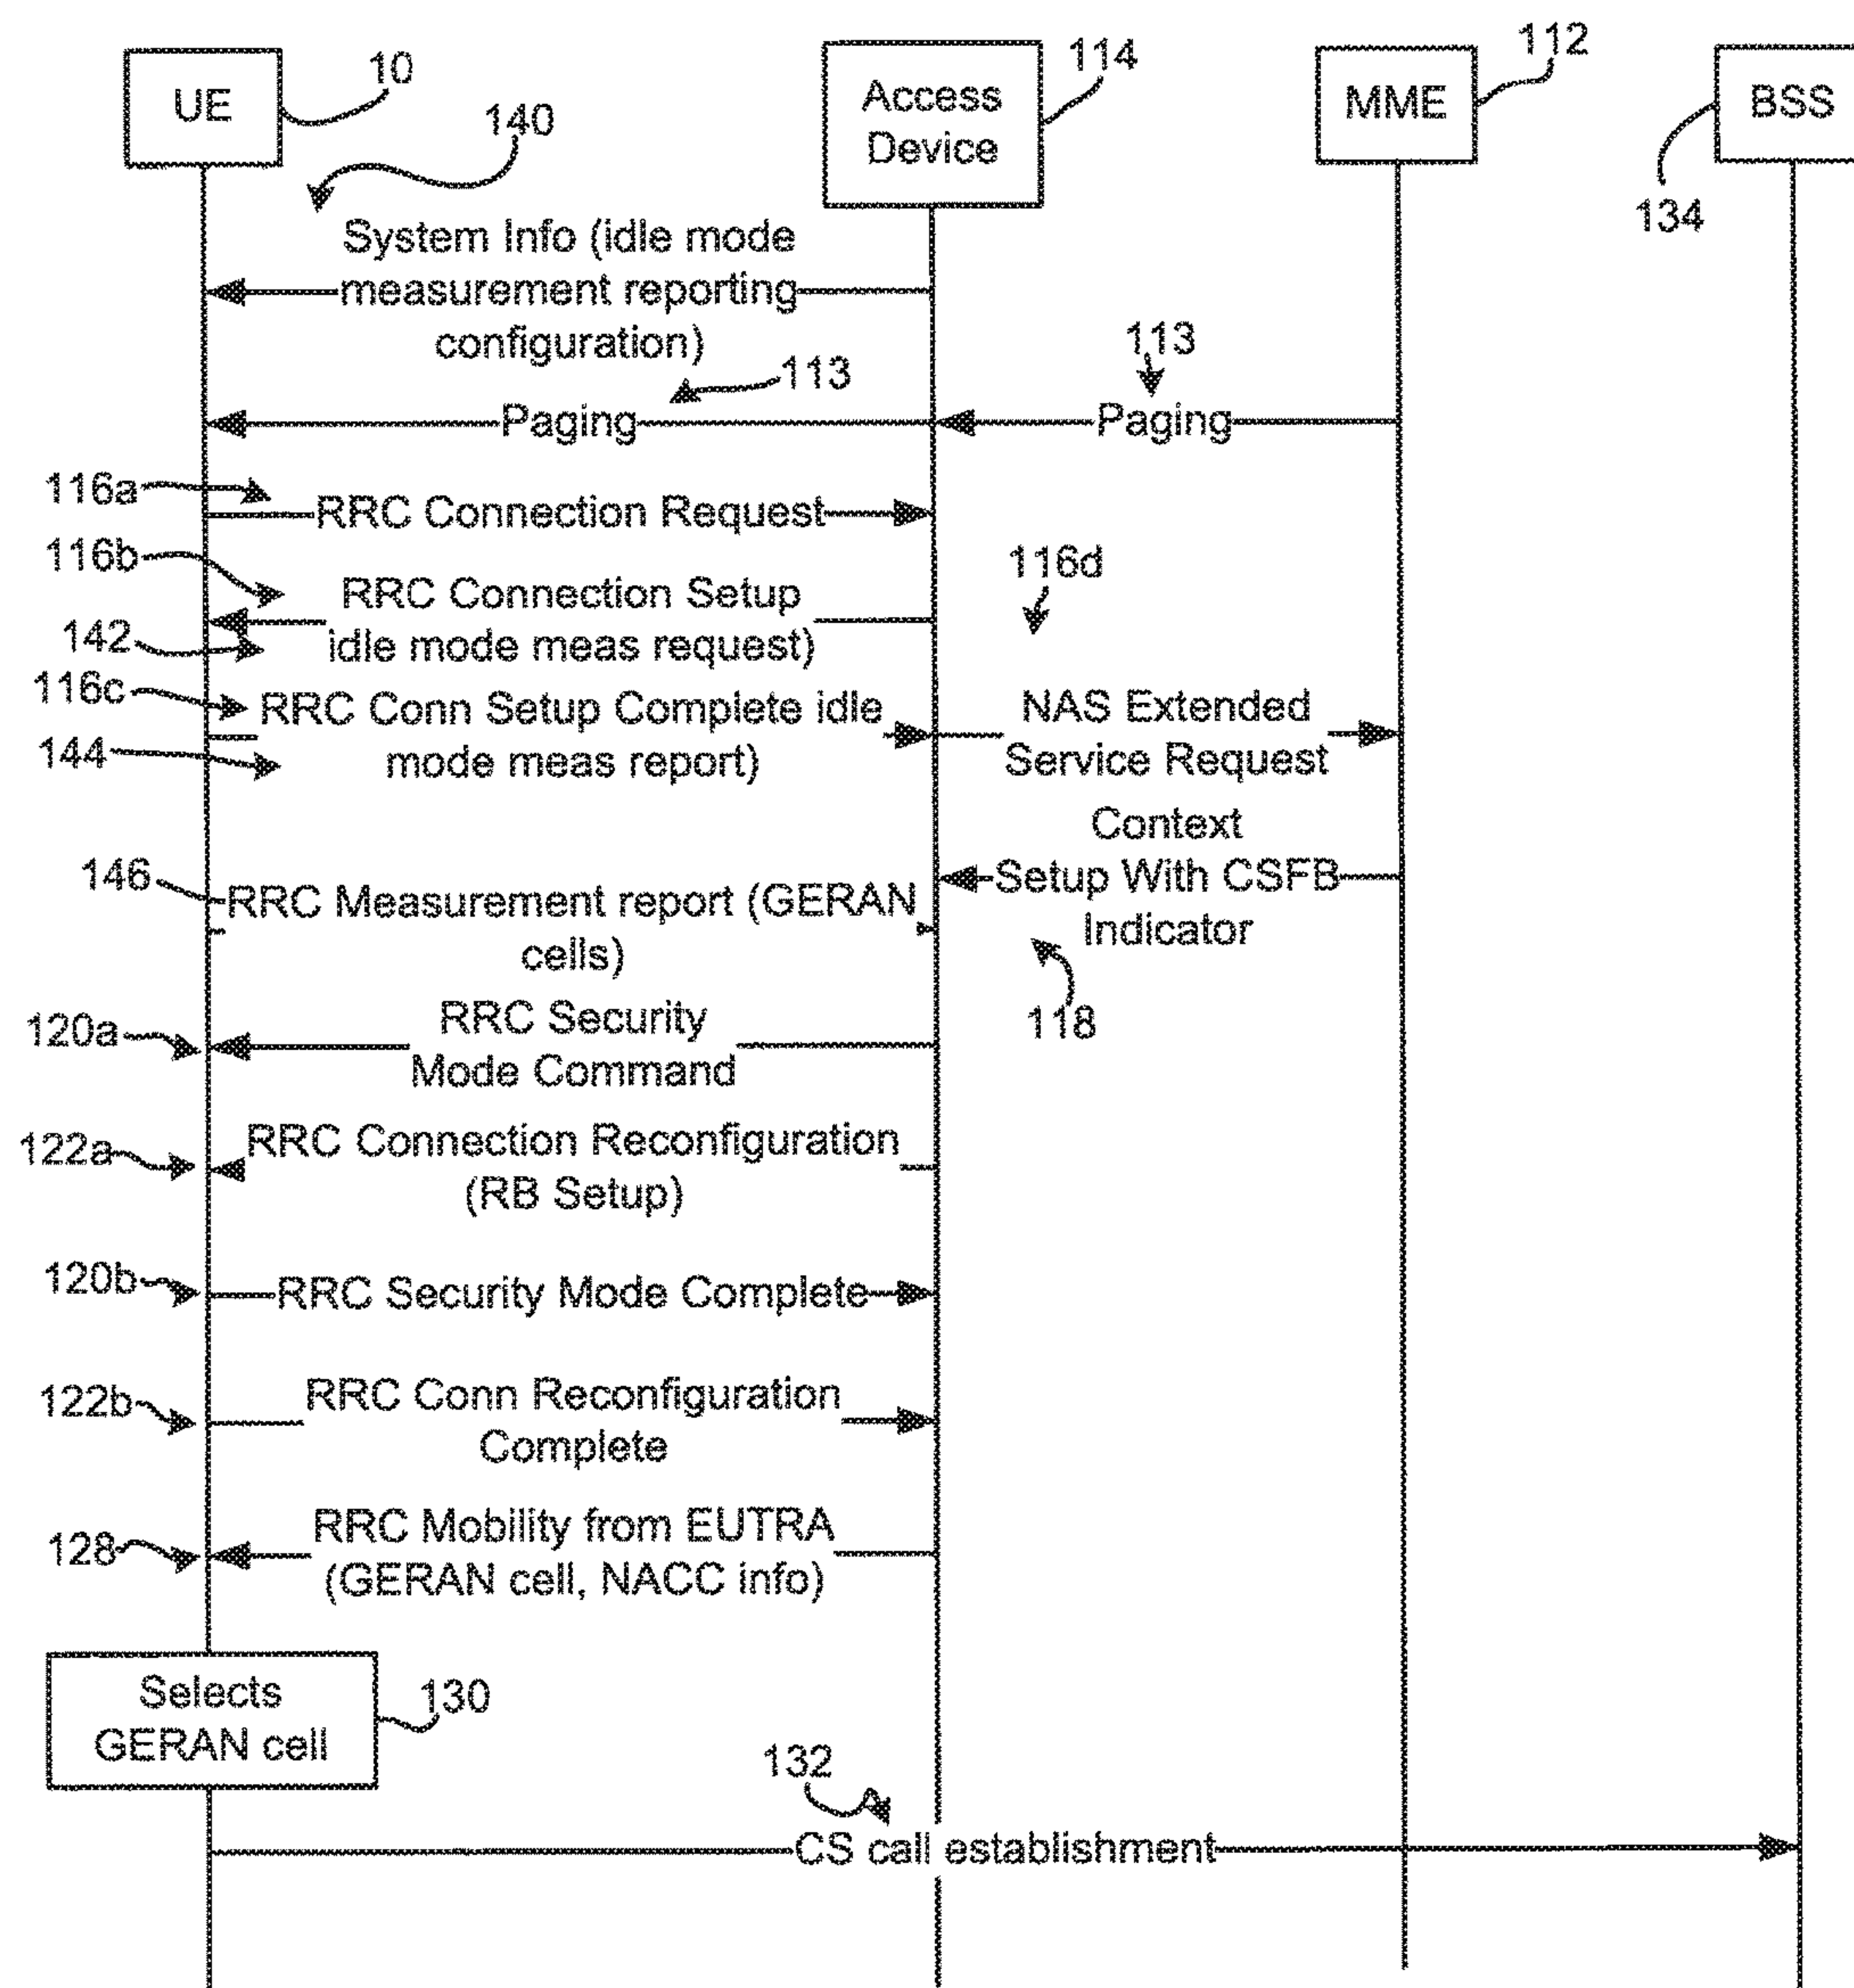 UE
10
Access
Device
114
MME
112
BSS
134
140
System Info (idle mode
measurement reporting
configuration)
113
113
Paging
Paging
116a
RRC Connection Request
116b
RRC Connection Setup
142
idle mode meas request)
116d
116c
RRC Conn Setup Complete idle
144
mode meas report)
NAS Extended
Service Request
Context
Setup With CSFB
Indicator
118
146
RRC Measurement report (GERAN
cells)
120a
RRC Security
Mode Command
122a
RRC Connection Reconfiguration
(RB Setup)
120b
RRC Security Mode Complete
122b
RRC Conn Reconfiguration
Complete
128
RRC Mobility from EUTRA
(GERAN cell, NACC info)
Selects
GERAN cell
130
132
CS call establishment